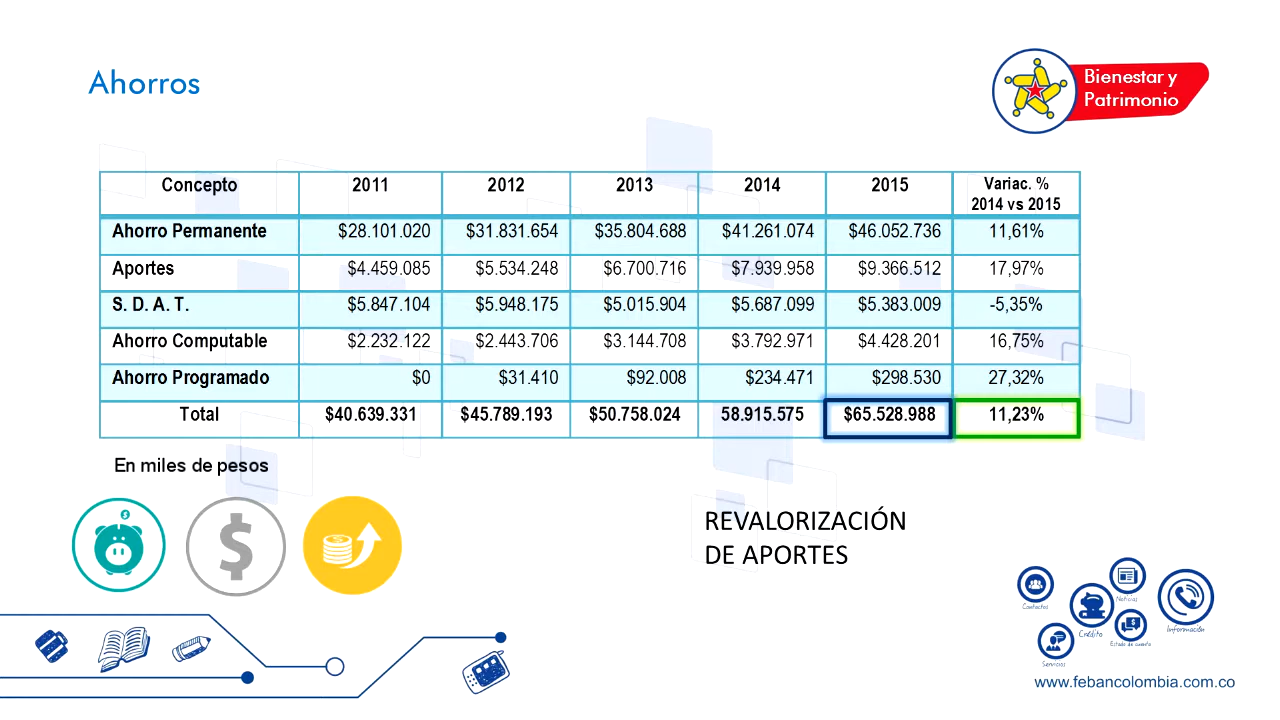 Ahorros
Bienestar y
Patrimonio
Concepto 2011 2012 2013 2014 2015 Variac. %
2014 vs 2015
Ahorro Permanente $28.101.020 $31.831.654 $35.804.688 $41.261.074 $46.052.736 11,61%
Aportes $4.459.085 $5.534.248 $6.700.716 $7.939.958 $9.366.512 17,97%
S. D. A. T. $5.847.104 $5.948.175 $5.015.904 $5.687.099 $5.383.009 -5,35%
Ahorro Computable $2.232.122 $2.443.706 $3.144.708 $3.792.971 $4.428.201 16,75%
Ahorro Programado $0 $31.410 $92.008 $234.471 $298.530 27,32%
Total $40.639.331 $45.789.193 $50.758.024 58.915.575 $65.528.988 11,23%
En miles de pesos
REVALORIZACIÓN
DE APORTES
Contactos
Noticias
Crédito
Información
Estado de cuenta
Servicios
www.febancolombia.com.co